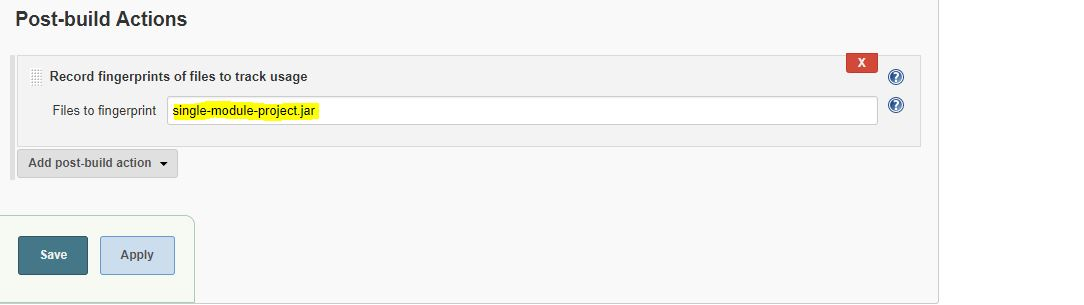 Post-build Actions
X
Record fingerprints of files to track usage
?
Files to fingerprint single-module-project.jar
?
Add post-build action
Save Apply